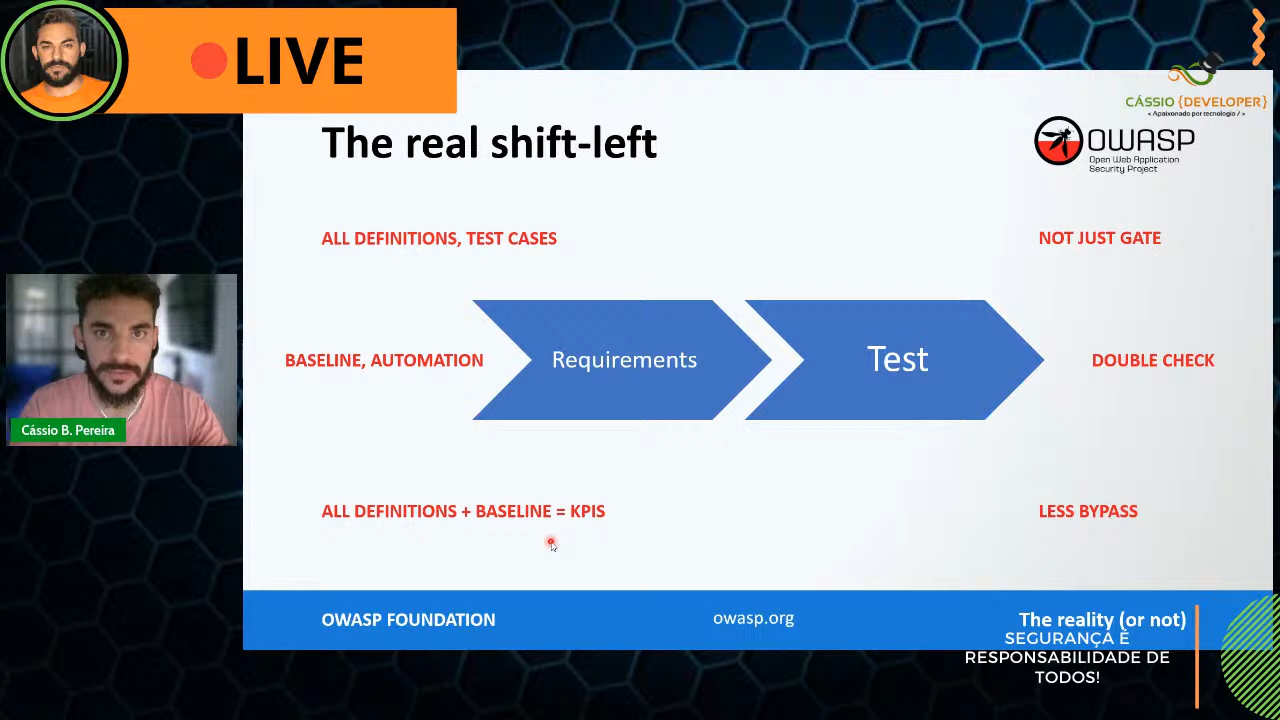 LIVE
CÁSSIO {DEVELOPER}
< Apaixonado por tecnologia / >
The real shift-left
OWASP
Open Web Application
Security Project
ALL DEFINITIONS, TEST CASES
NOT JUST GATE
BASELINE, AUTOMATION
Requirements
Test
DOUBLE CHECK
Cássio B. Pereira
ALL DEFINITIONS + BASELINE = KPIS
LESS BYPASS
OWASP FOUNDATION
owasp.org
The reality (or not)
SEGURANÇA É
RESPONSABILIDADE DE
TODOS!